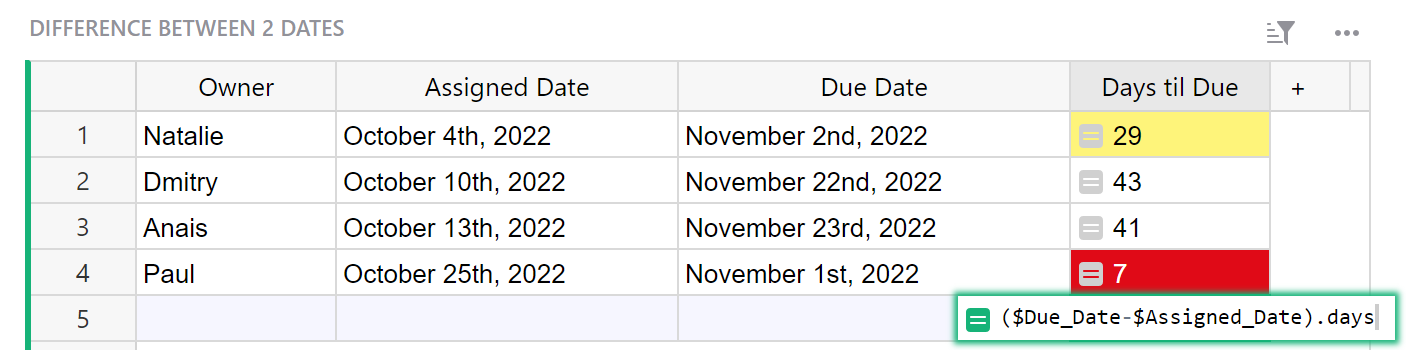 DIFFERENCE BETWEEN 2 DATES
Owner Assigned Date Due Date Days til Due +
1 Natalie October 4th, 2022 November 2nd, 2022 29
2 Dmitry October 10th, 2022 November 22nd, 2022 43
3 Anais October 13th, 2022 November 23rd, 2022 41
4 Paul October 25th, 2022 November 1st, 2022 7
5 ($Due_Date-$Assigned_Date).days